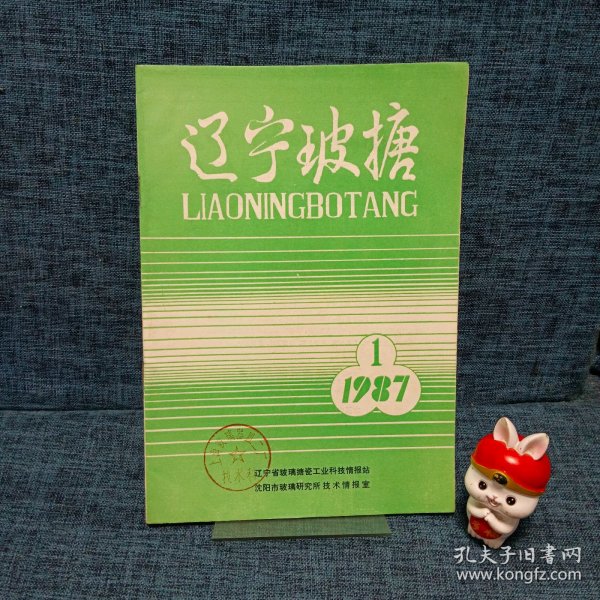 辽宁玻搪
LIAONINGBOTANG
1
1987
辽宁省玻璃搪瓷工业科技情报站
沈阳市玻璃研究所技术情报室
孔夫子旧書网
www.kongfz.com